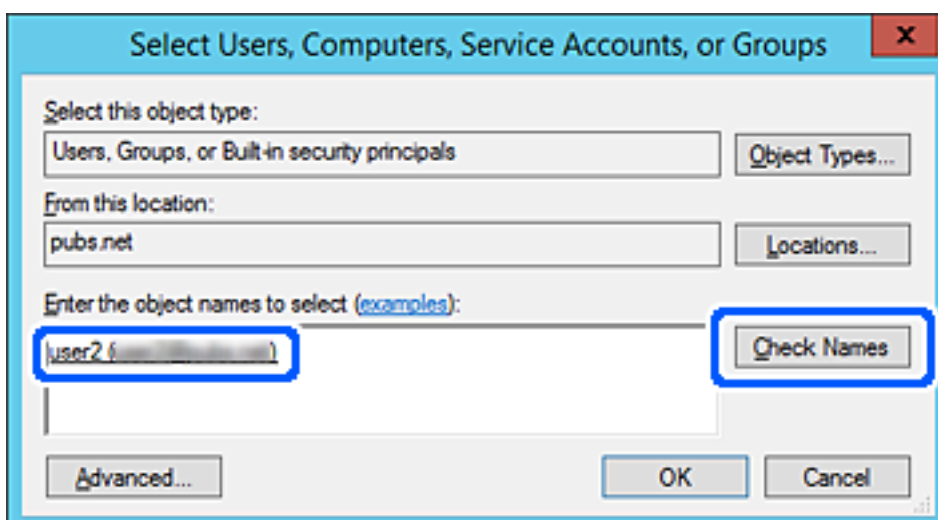 Select Users, Computers, Service Accounts, or Groups
x
Select this object type:
Users, Groups, or Built-in security principals
Object Types...
From this location:
pubs.net
Locations...
Enter the object names to select (examples):
user2 ( )
Check Names
Advanced...
OK
Cancel